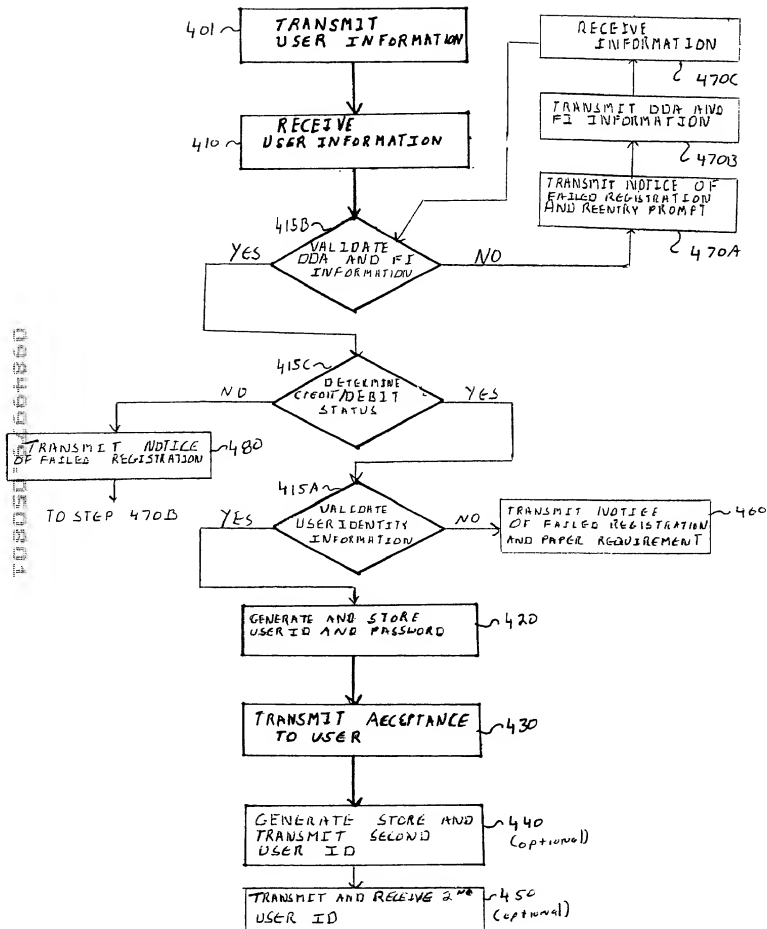 401
TRANSMIT
USER INFORMATION
RECEIVE
INFORMATION
470C
TRANSMIT DDA AND
FI INFORMATION
470B
TRANSMIT NOTICE OF
FAILED REGISTRATION
AND REENTRY PROMPT
470A
410
RECEIVE
USER INFORMATION
415B
VALIDATE
DDA AND FI
INFORMATION
YES
NO
415C
DETERMINE
CREDIT/DEBIT
STATUS
NO
YES
TRANSMIT NOTICE
OF FAILED REGISTRATION
480
TO STEP 470B
415A
VALIDATE
USER IDENTITY
INFORMATION
YES
NO
TRANSMIT NOTICE
OF FAILED REGISTRATION
AND PAPER REQUIREMENT
460
GENERATE AND STORE
USER ID AND PASSWORD
420
TRANSMIT ACCEPTANCE
TO USER
430
GENERATE STORE AND
TRANSMIT SECOND
USER ID
440
(optional)
TRANSMIT AND RECEIVE 2ND
USER ID
450
(optional)